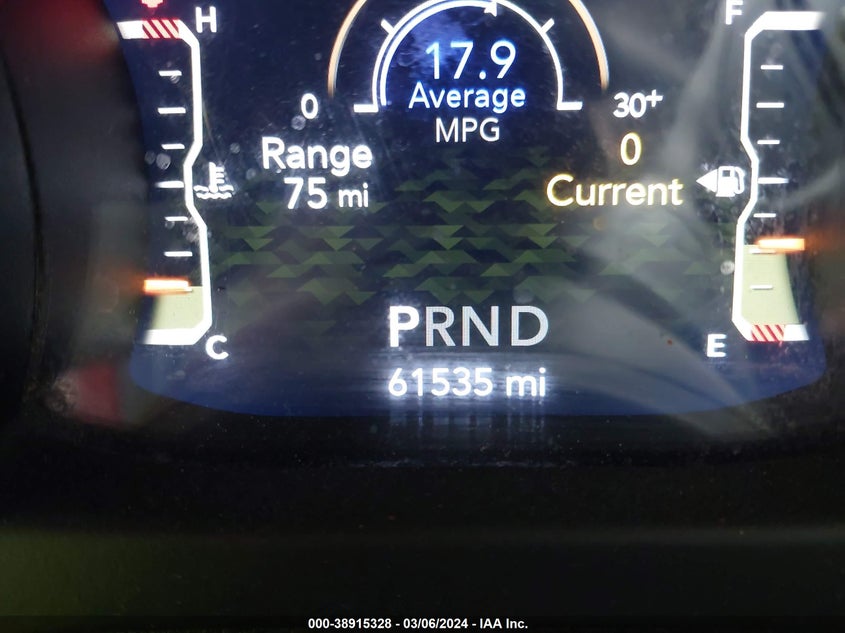 H
F
17.9
Average
MPG
0
30+
Range
75 mi
0
Current
C
E
PRND
61535 mi
000-38915328 - 03/06/2024 - IAA Inc.